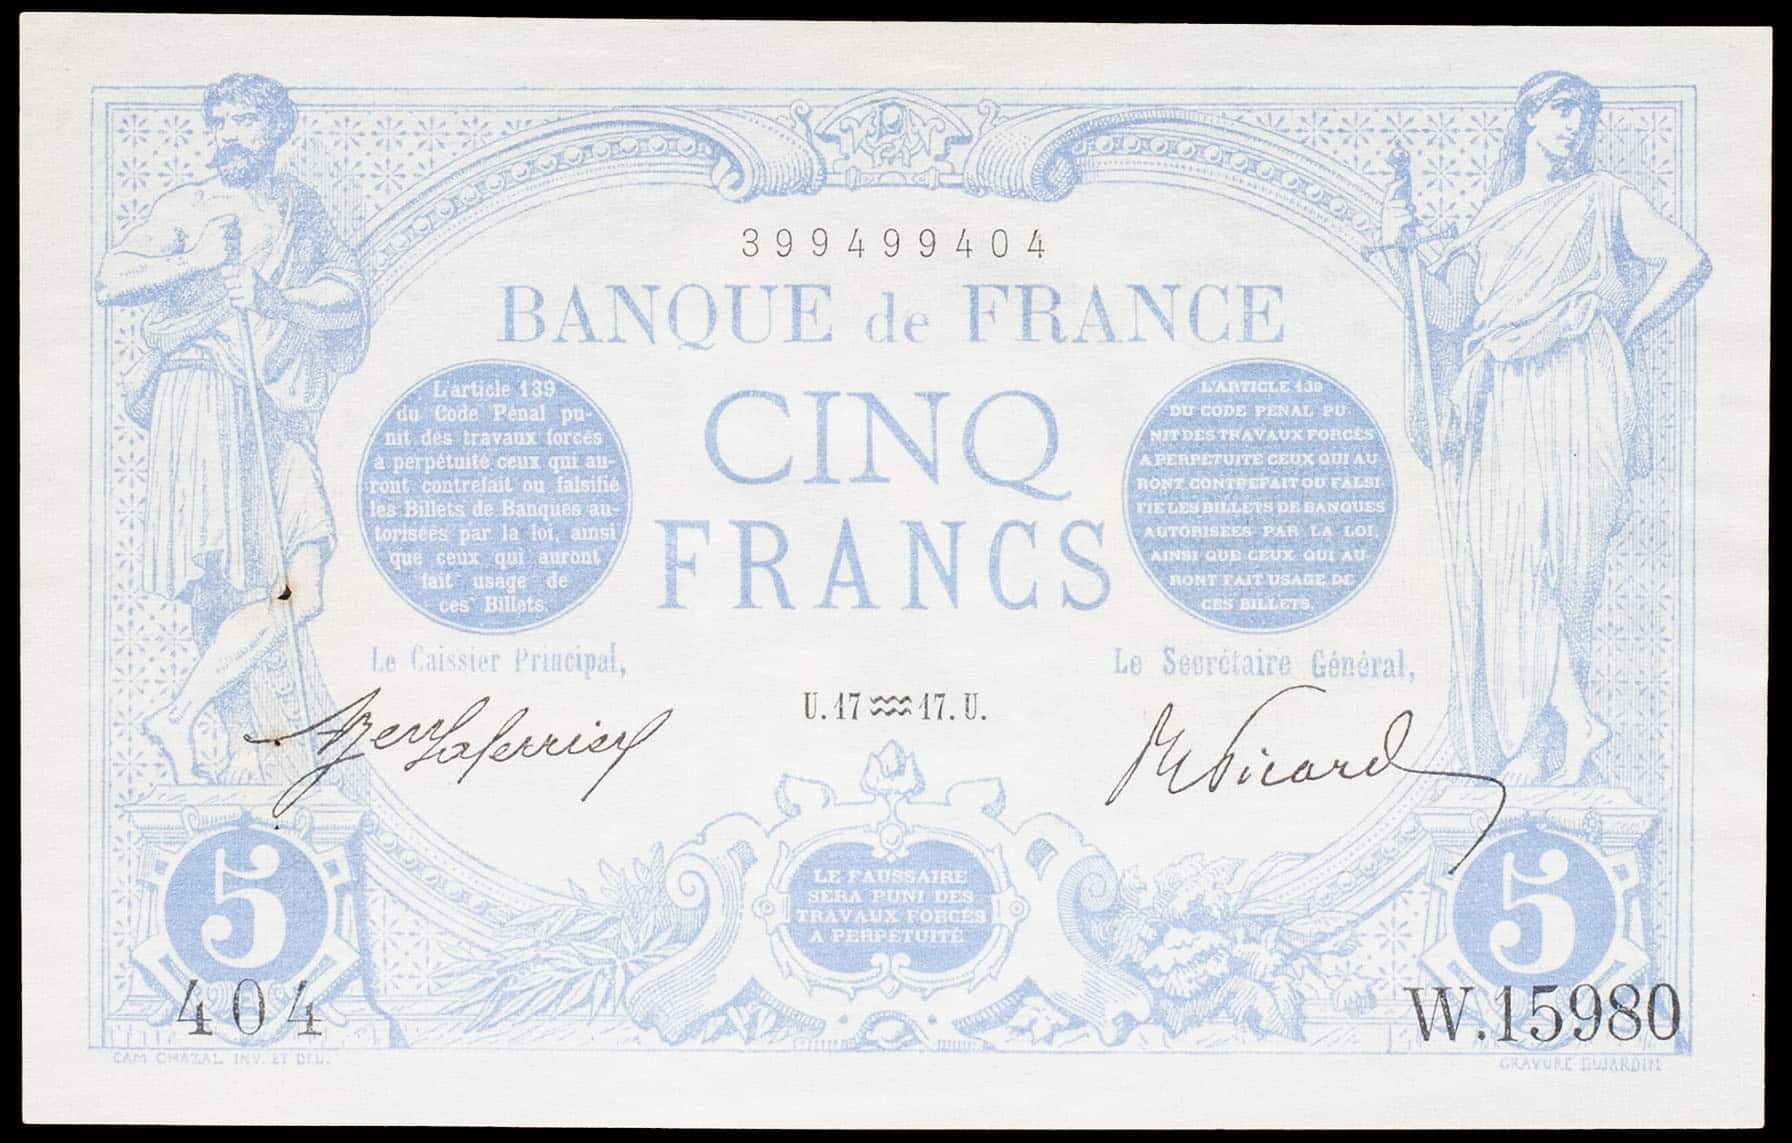 399499404
BANQUE de FRANCE
CINQ
FRANCS
L'article 139
du Code Pénal pu-
nit des travaux forcés
à perpétuité ceux qui au-
ront contrefait ou falsifié
les Billets de Banques au-
torisées par la loi, ainsi
que ceux qui auront
fait usage de
ces Billets.
L'ARTICLE 139
DU CODE PENAL PU
NIT DES TRAVAUX FORCES
A PERPETUITE CEUX QUI AU
RONT CONTREFAIT OU FALSI
FIE LES BILLETS DE BANQUES
AUTORISEES PAR LA LOI,
AINSI QUE CEUX QUI AU
RONT FAIT USAGE DE
CES BILLETS.
Le Caissier Principal,
Le Secrétaire Général,
U.17 17.U.
Laferrière
Picard
LE FAUSSAIRE
SERA PUNI DES
TRAVAUX FORCÉS
A PERPÉTUITÉ
5
5
404
W.15980
CAM CHAZAL INV. ET DEL.
GRAVURE DUJARDIN